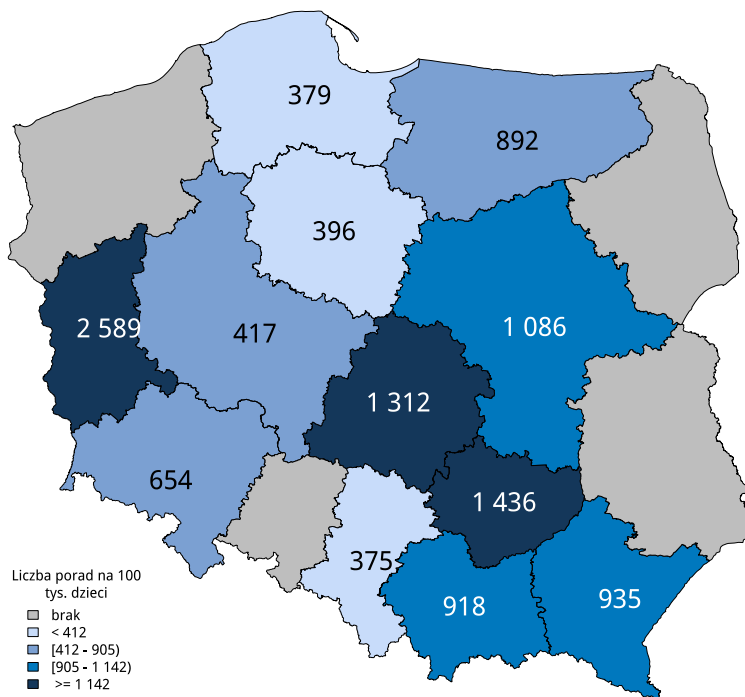 379
892
396
2 589
417
1 086
1 312
654
1 436
375
918
935
Liczba porad na 100
tys. dzieci
brak
< 412
[412 - 905)
[905 - 1 142)
>= 1 142